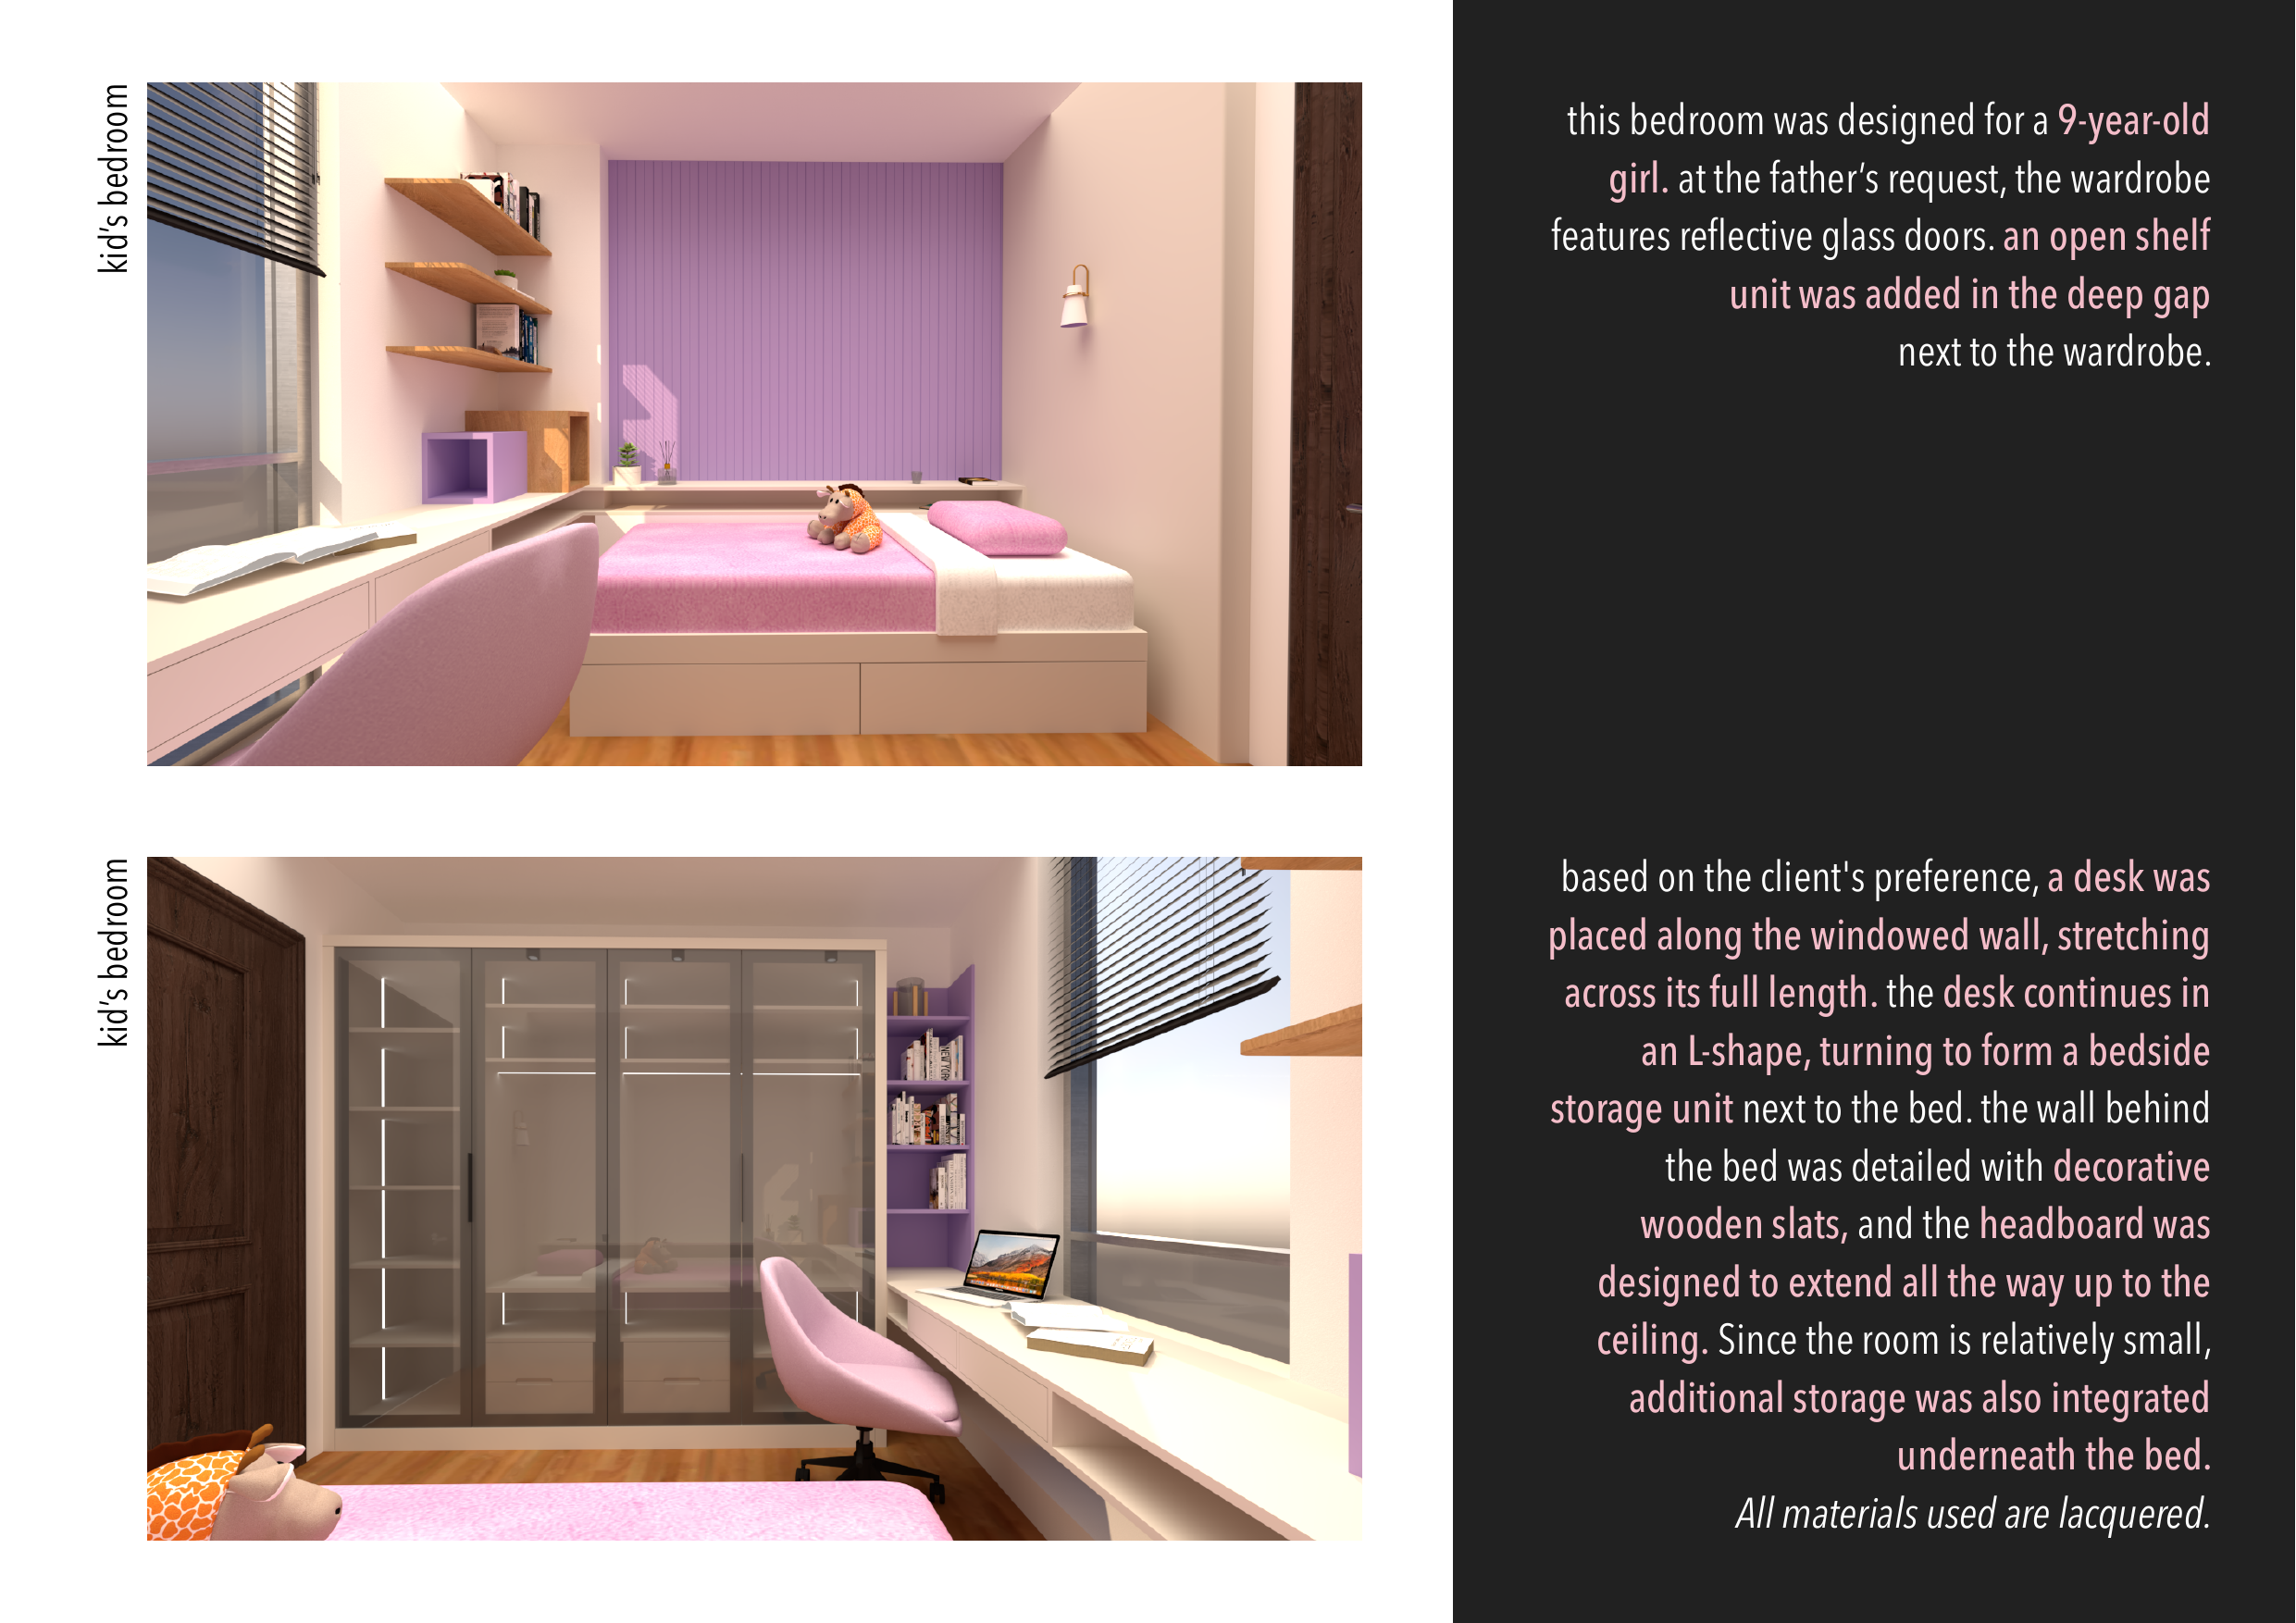 kid's bedroom
this bedroom was designed for a 9-year-old
girl. at the father’s request, the wardrobe
features reflective glass doors. an open shelf
unit was added in the deep gap
next to the wardrobe.
kid's bedroom
based on the client's preference, a desk was
placed along the windowed wall, stretching
across its full length. the desk continues in
an L-shape, turning to form a bedside
storage unit next to the bed. the wall behind
the bed was detailed with decorative
wooden slats, and the headboard was
designed to extend all the way up to the
ceiling. Since the room is relatively small,
additional storage was also integrated
underneath the bed.
All materials used are lacquered.